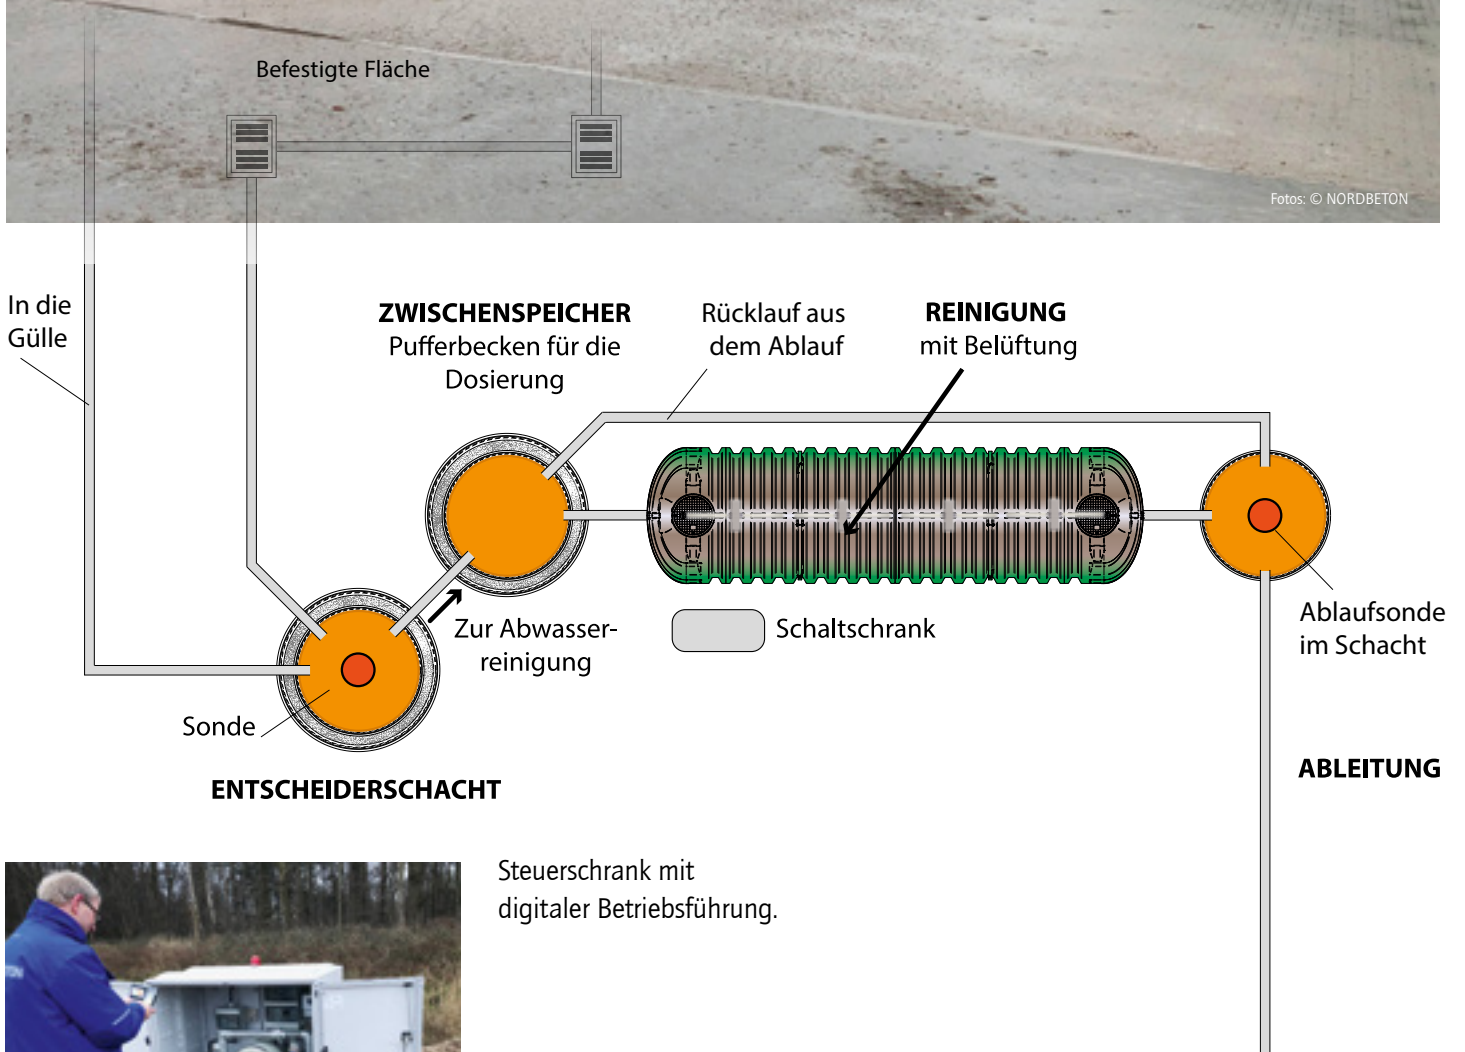 Befestigte Fläche
Fotos: © NORDBETON
In die
Gülle
ZWISCHENSPEICHER
Pufferbecken für die
Dosierung
Rücklauf aus
dem Ablauf
REINIGUNG
mit Belüftung
Zur Abwasser-
reinigung
Schaltschrank
Ablaufsonde
im Schacht
Sonde
ENTSCHEIDERSCHACHT
ABLEITUNG
Steuerschrank mit
digitaler Betriebsführung.